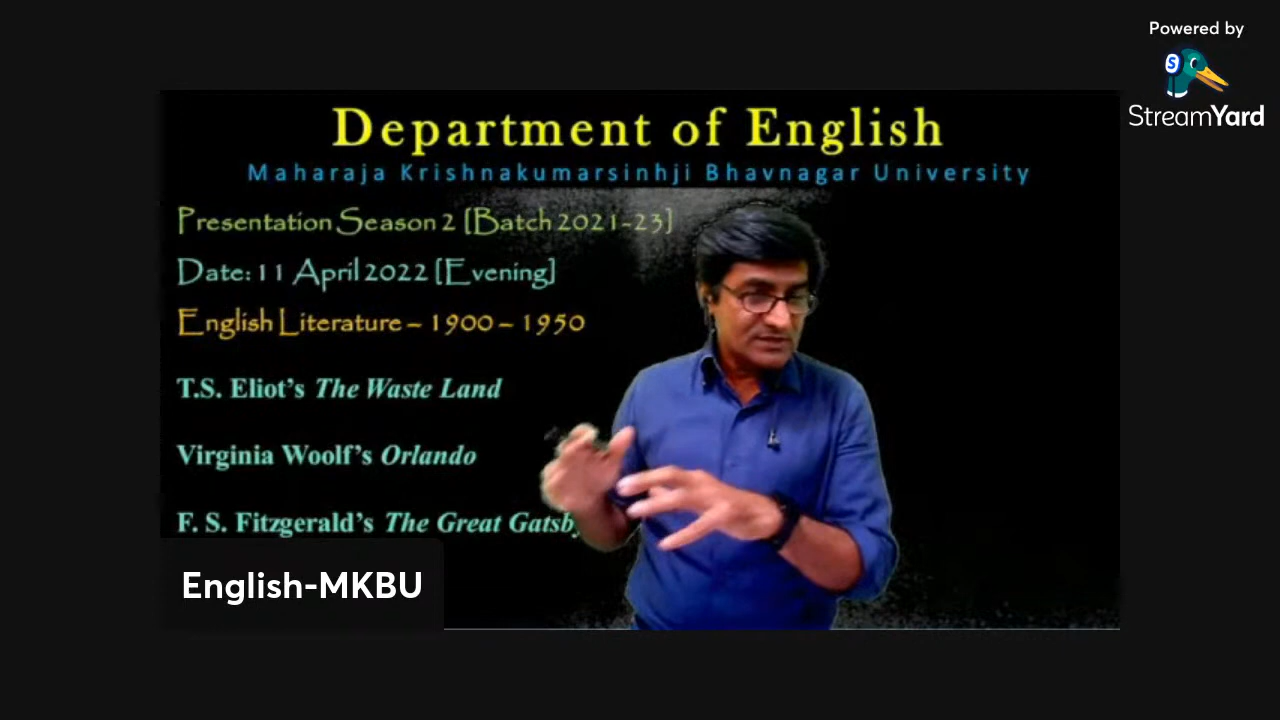 Powered by
StreamYard
Department of English
Maharaja Krishnakumarsinhji Bhavnagar University
Presentation Season 2 [Batch 2021-23]
Date: 11 April 2022 [Evening]
English Literature – 1900 – 1950
T.S. Eliot's The Waste Land
Virginia Woolf's Orlando
F. S. Fitzgerald's The Great Gatsby
English-MKBU